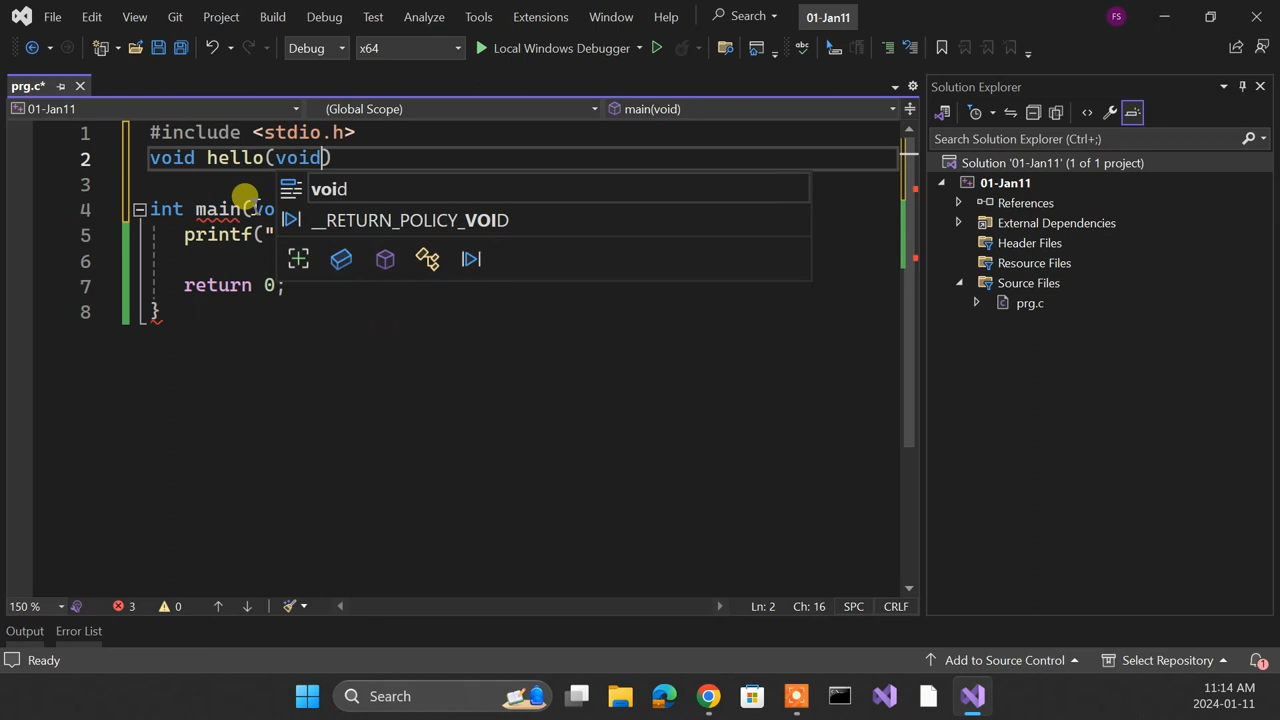 File Edit View Git Project Build Debug Test Analyze Tools Extensions Window Help Search 01-Jan11 FS
Debug x64 Local Windows Debugger
prg.c*
01-Jan11 (Global Scope) main(void)
1 #include <stdio.h>
2 void hello(void)
3
void
4 int main(vo
__RETURN_POLICY_VOID
5 printf("
6
7 return 0;
8 }
150 % 3 0 Ln: 2 Ch: 16 SPC CRLF
Output Error List
Solution Explorer
Search Solution Explorer (Ctrl+;)
Solution '01-Jan11' (1 of 1 project)
01-Jan11
References
External Dependencies
Header Files
Resource Files
Source Files
prg.c
Ready Add to Source Control Select Repository 1
Search 11:14 AM
2024-01-11